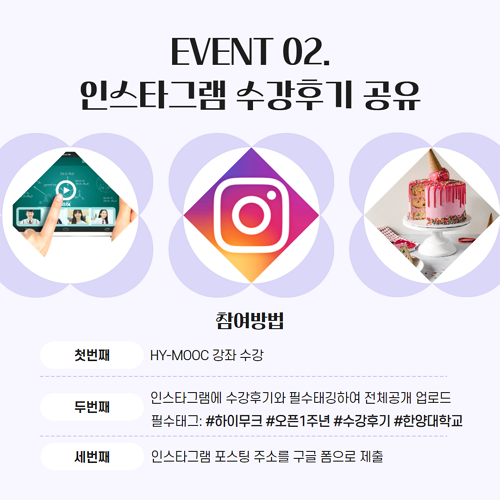 EVENT 02.
인스타그램 수강후기 공유
참여방법
첫번째 HY-MOOC 강좌 수강
두번째 인스타그램에 수강후기와 필수태깅하여 전체공개 업로드
필수태그: #하이무크 #오픈1주년 #수강후기 #한양대학교
세번째 인스타그램 포스팅 주소를 구글 폼으로 제출